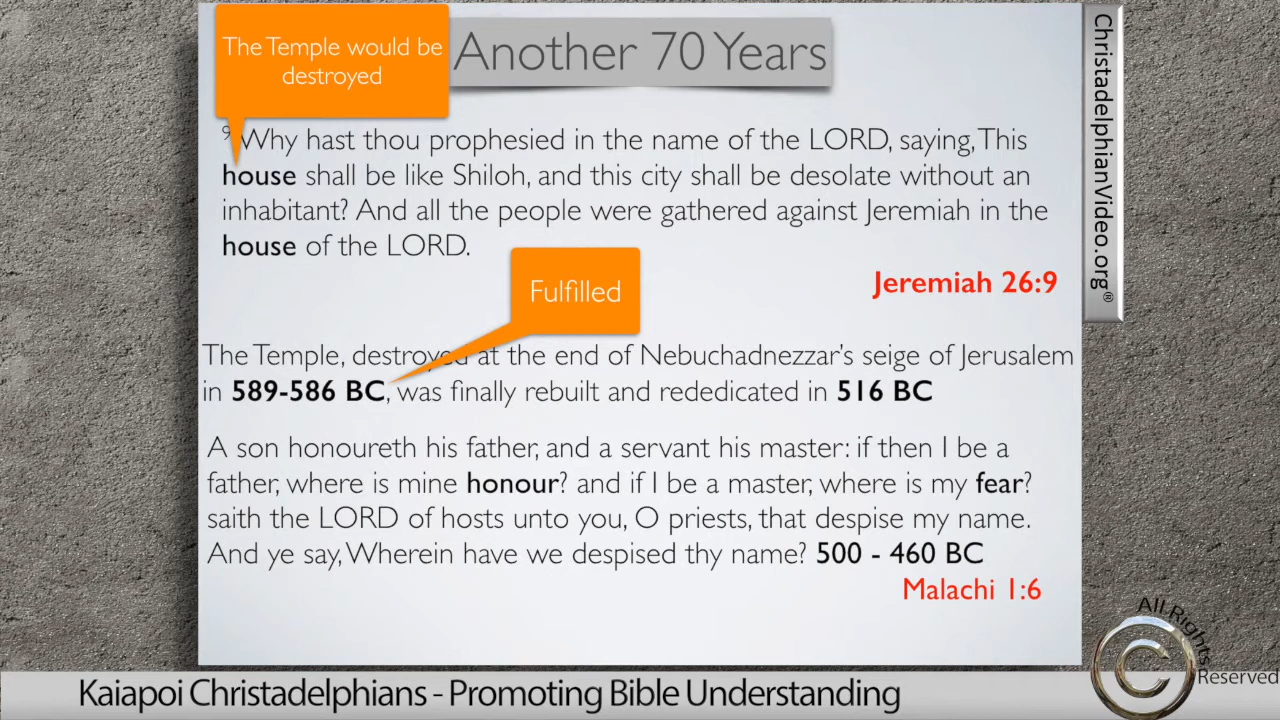 The Temple would be
destroyed
Another 70 Years
9 Why hast thou prophesied in the name of the LORD, saying, This
house shall be like Shiloh, and this city shall be desolate without an
inhabitant? And all the people were gathered against Jeremiah in the
house of the LORD.
Jeremiah 26:9
Fulfilled
The Temple, destroyed at the end of Nebuchadnezzar's seige of Jerusalem
in 589-586 BC, was finally rebuilt and rededicated in 516 BC
A son honoureth his father, and a servant his master: if then I be a
father, where is mine honour? and if I be a master, where is my fear?
saith the LORD of hosts unto you, O priests, that despise my name.
And ye say, Wherein have we despised thy name? 500 - 460 BC
Malachi 1:6
ChristadelphianVideo.org®
All Rights
C
Reserved
Kaiapoi Christadelphians - Promoting Bible Understanding